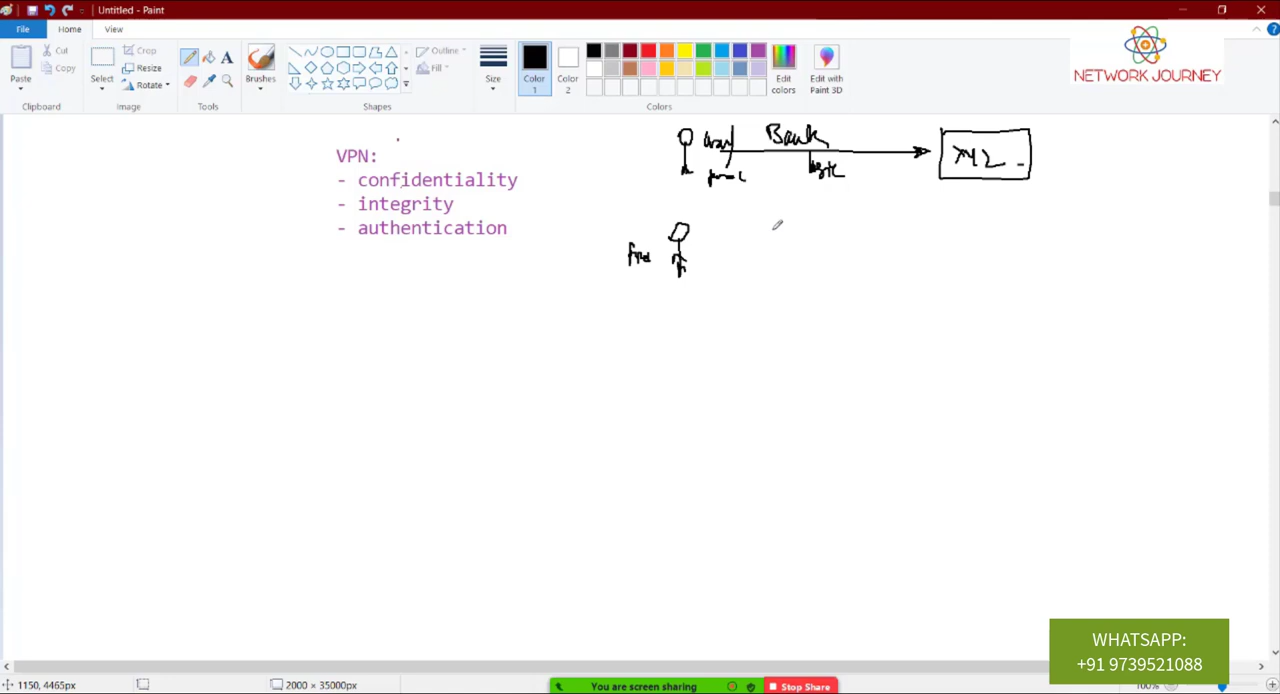 Untitled - Paint
File
Home
View
Paste
Cut
Copy
Clipboard
Select
Crop
Resize
Rotate
Image
Tools
Brushes
Shapes
Outline
Fill
Size
Color
1
Color
2
Edit
colors
Colors
Edit with
Paint 3D
NETWORK JOURNEY
VPN:
- confidentiality
- integrity
- authentication
Bank
WHATSAPP:
+91 9739521088
1150, 4465px
2000 × 35000px
You are screen sharing
Stop Share
100%